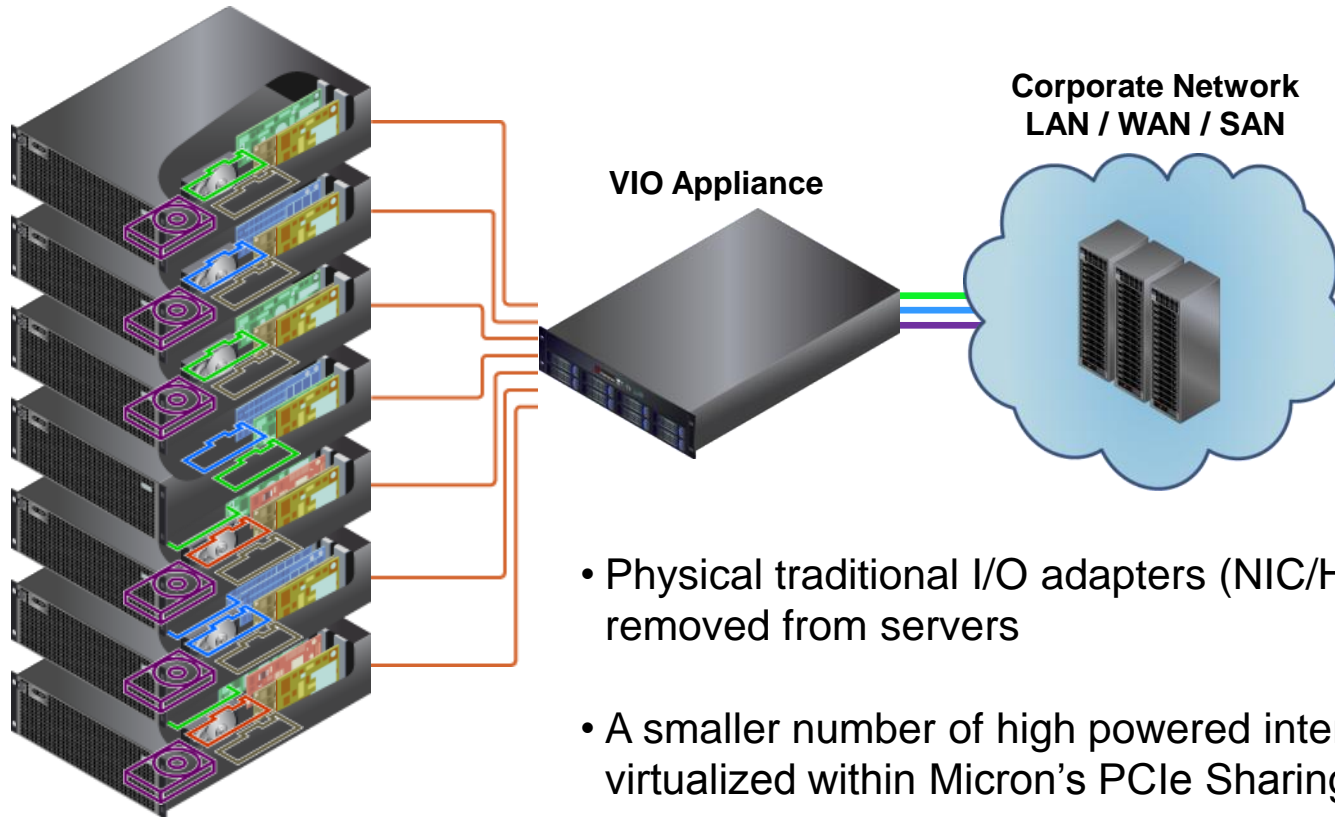 Corporate Network
LAN / WAN / SAN
VIO Appliance
• Physical traditional I/O adapters (NIC/H
removed from servers
• A smaller number of high powered inter
virtualized within Micron’s PCIe Sharing